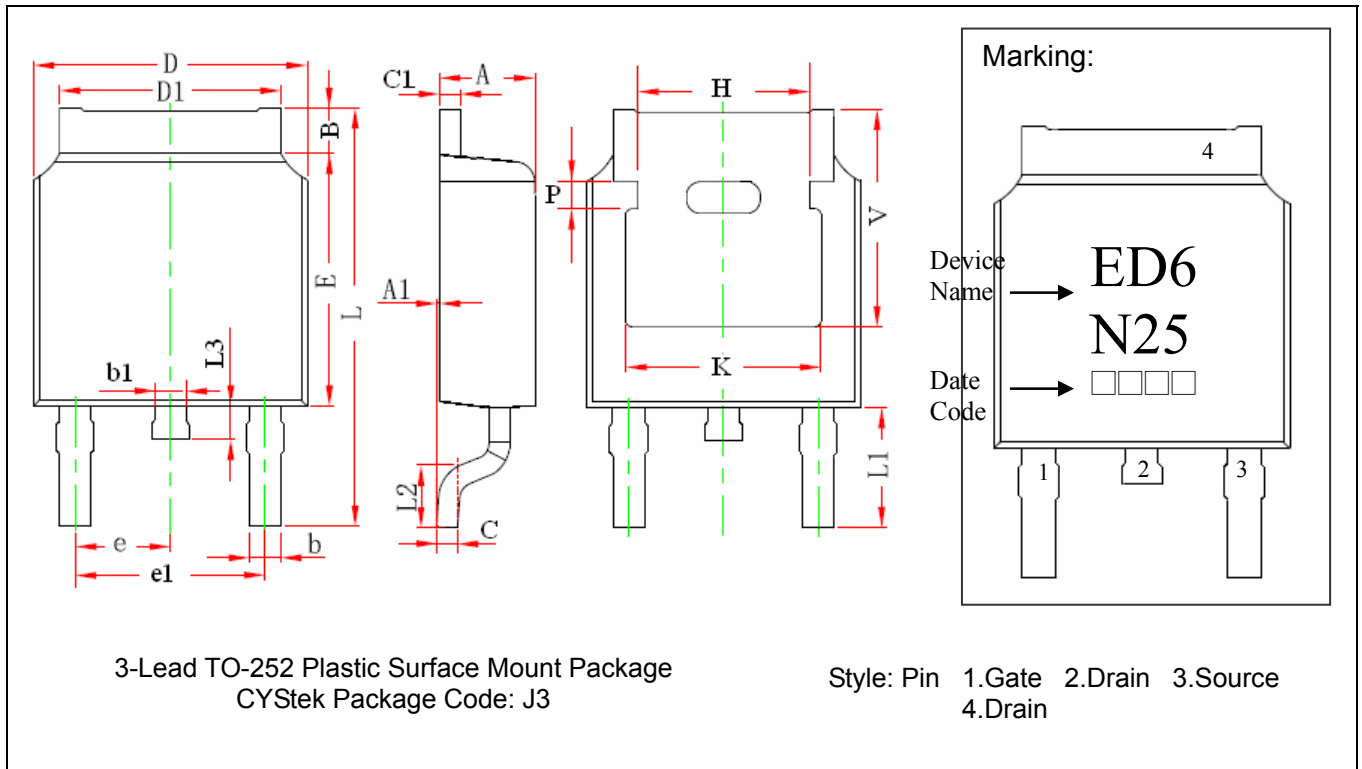 D
D1
B
E
L
L3
b1
e
e1
b
C1
A
A1
L2
C
H
P
V
K
L1
Marking:
4
Device
Name
ED6
N25
Date
Code
□□□□
1 2 3
3-Lead TO-252 Plastic Surface Mount Package
CYStek Package Code: J3
Style: Pin 1.Gate 2.Drain 3.Source
4.Drain